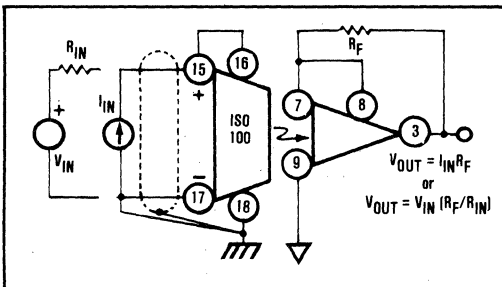 R_IN
+
V_IN
I_IN
15
16
+
ISO
100
−
17
18
R_F
7
8
9
3
V_OUT = I_IN R_F
or
V_OUT = V_IN (R_F/R_IN)